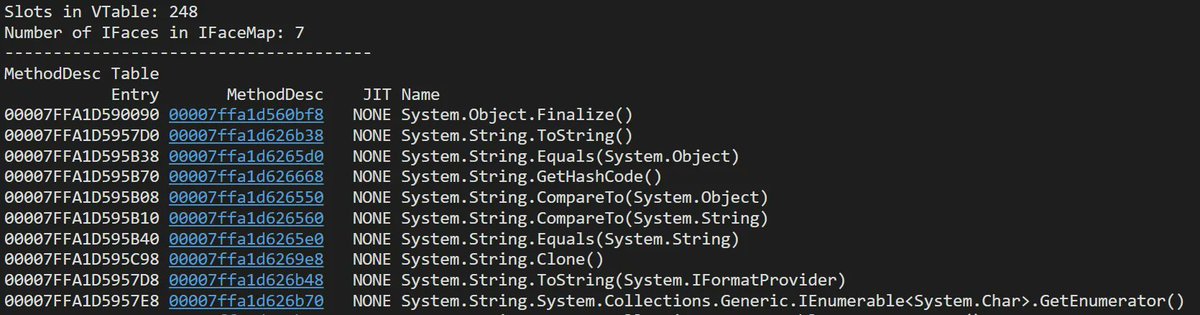 Slots in VTable: 248
Number of IFaces in IFaceMap: 7
--------------------------------------
MethodDesc Table
Entry MethodDesc JIT Name
00007FFA1D590090 00007ffa1d560bf8 NONE System.Object.Finalize()
00007FFA1D5957D0 00007ffa1d626b38 NONE System.String.ToString()
00007FFA1D595B38 00007ffa1d6265d0 NONE System.String.Equals(System.Object)
00007FFA1D595B70 00007ffa1d626668 NONE System.String.GetHashCode()
00007FFA1D595B08 00007ffa1d626550 NONE System.String.CompareTo(System.Object)
00007FFA1D595B10 00007ffa1d626560 NONE System.String.CompareTo(System.String)
00007FFA1D595B40 00007ffa1d6265e0 NONE System.String.Equals(System.String)
00007FFA1D595C98 00007ffa1d6269e8 NONE System.String.Clone()
00007FFA1D5957D8 00007ffa1d626b48 NONE System.String.ToString(System.IFormatProvider)
00007FFA1D5957E8 00007ffa1d626b70 NONE System.String.System.Collections.Generic.IEnumerable<System.Char>.GetEnumerator()